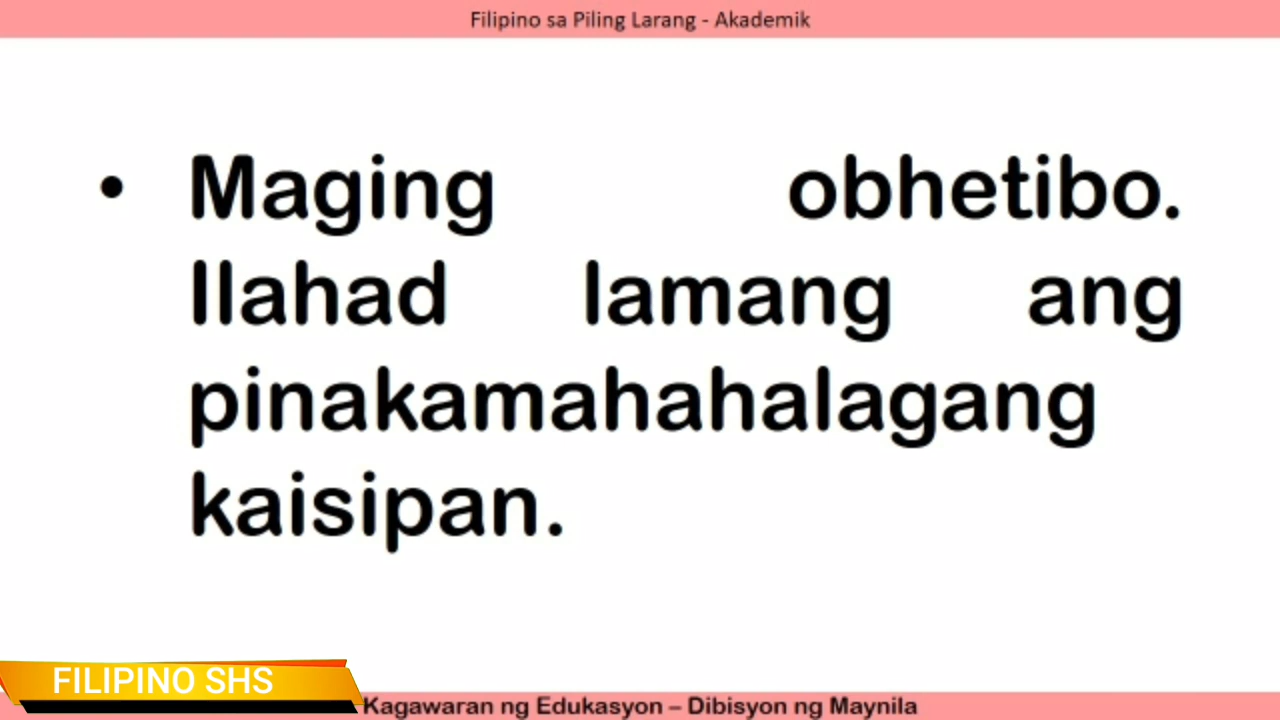 Filipino sa Piling Larang - Akademik
• Maging obhetibo.
Ilahad lamang ang
pinakamahahalagang
kaisipan.
FILIPINO SHS
Kagawaran ng Edukasyon – Dibisyon ng Maynila